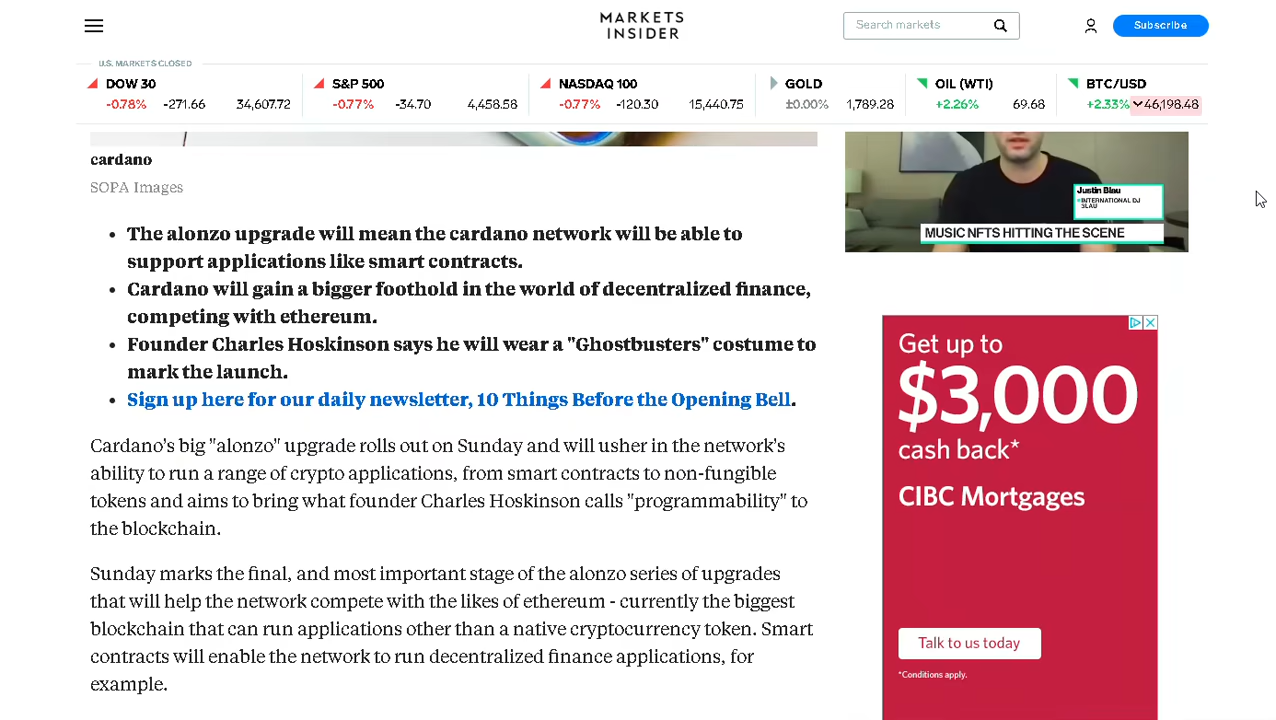 MARKETS
INSIDER
Search markets
Subscribe
U.S. MARKETS CLOSED
DOW 30
-0.78% -271.66 34,607.72
S&P 500
-0.77% -34.70 4,458.58
NASDAQ 100
-0.77% -120.30 15,440.75
GOLD
±0.00% 1,789.28
OIL (WTI)
+2.26% 69.68
BTC/USD
+2.33% 46,198.48
cardano
SOPA Images
• The alonzo upgrade will mean the cardano network will be able to
support applications like smart contracts.
• Cardano will gain a bigger foothold in the world of decentralized finance,
competing with ethereum.
• Founder Charles Hoskinson says he will wear a "Ghostbusters" costume to
mark the launch.
• Sign up here for our daily newsletter, 10 Things Before the Opening Bell.
Cardano's big "alonzo" upgrade rolls out on Sunday and will usher in the network's
ability to run a range of crypto applications, from smart contracts to non-fungible
tokens and aims to bring what founder Charles Hoskinson calls "programmability" to
the blockchain.
Sunday marks the final, and most important stage of the alonzo series of upgrades
that will help the network compete with the likes of ethereum - currently the biggest
blockchain that can run applications other than a native cryptocurrency token. Smart
contracts will enable the network to run decentralized finance applications, for
example.
Justin Blau
INTERNATIONAL DJ
3LAU
MUSIC NFTS HITTING THE SCENE
Get up to
$3,000
cash back*
CIBC Mortgages
Talk to us today
*Conditions apply.